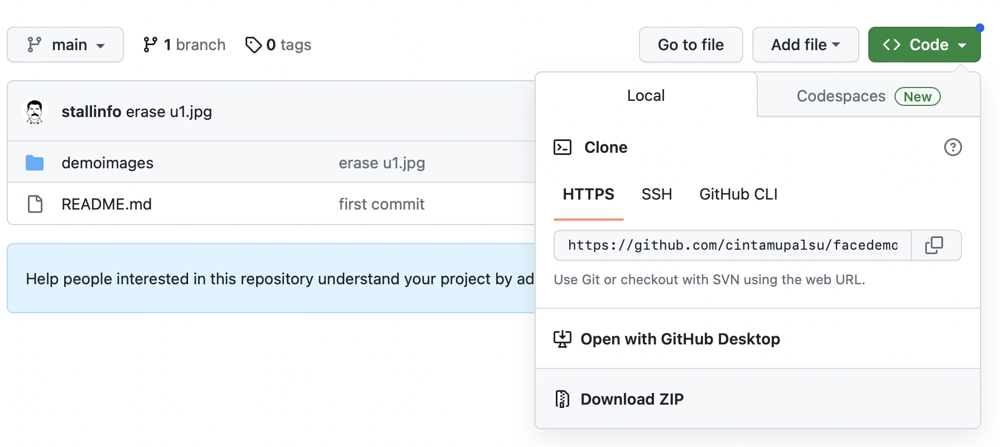 main
1 branch
0 tags
Go to file
Add file
Code
stallinfo erase u1.jpg
demoimages
erase u1.jpg
README.md
first commit
Help people interested in this repository understand your project by ad
Local
Codespaces
New
Clone
HTTPS
SSH
GitHub CLI
https://github.com/cintamupalsu/facedemo
Use Git or checkout with SVN using the web URL.
Open with GitHub Desktop
Download ZIP